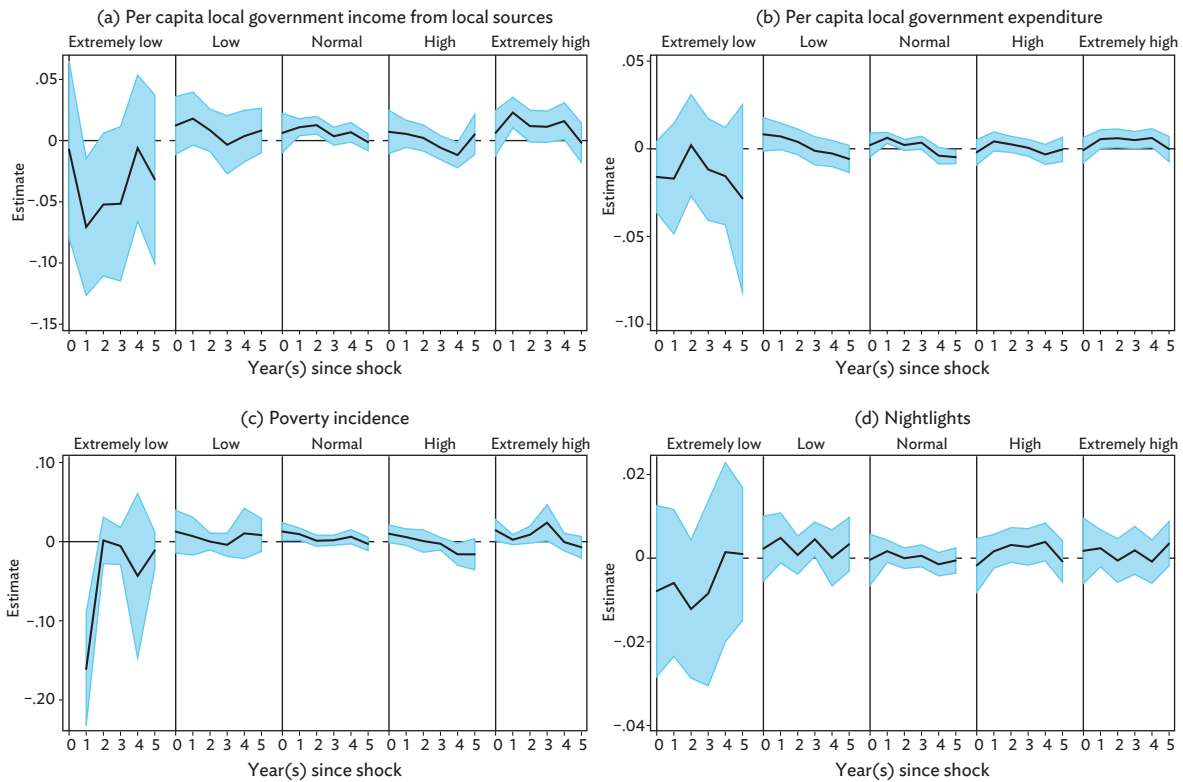 (a) Per capita local government income from local sources
Extremely low Low Normal High Extremely high
.05
0
−.05
−.10
−.15
Estimate
0 1 2 3 4 5 0 1 2 3 4 5 0 1 2 3 4 5 0 1 2 3 4 5 0 1 2 3 4 5
Year(s) since shock
(b) Per capita local government expenditure
Extremely low Low Normal High Extremely high
.05
0
−.05
−.10
Estimate
0 1 2 3 4 5 0 1 2 3 4 5 0 1 2 3 4 5 0 1 2 3 4 5 0 1 2 3 4 5
Year(s) since shock
(c) Poverty incidence
Extremely low Low Normal High Extremely high
.10
0
−.10
−.20
Estimate
0 1 2 3 4 5 0 1 2 3 4 5 0 1 2 3 4 5 0 1 2 3 4 5 0 1 2 3 4 5
Year(s) since shock
(d) Nightlights
Extremely low Low Normal High Extremely high
.02
0
−.02
−.04
Estimate
0 1 2 3 4 5 0 1 2 3 4 5 0 1 2 3 4 5 0 1 2 3 4 5 0 1 2 3 4 5
Year(s) since shock